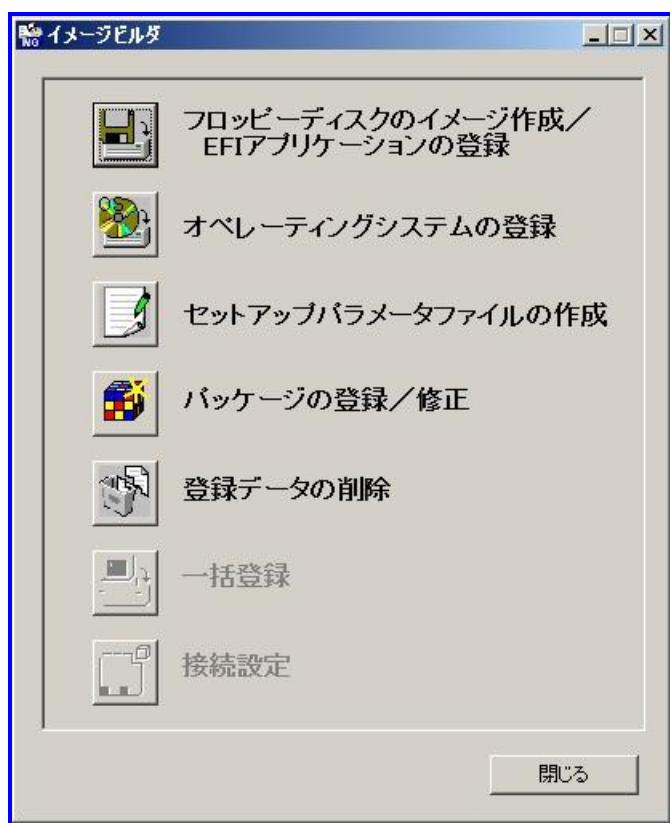 イメージビルダ
フロッピーディスクのイメージ作成／
EFIアプリケーションの登録
オペレーティングシステムの登録
セットアップパラメータファイルの作成
パッケージの登録／修正
登録データの削除
一括登録
接続設定
閉じる